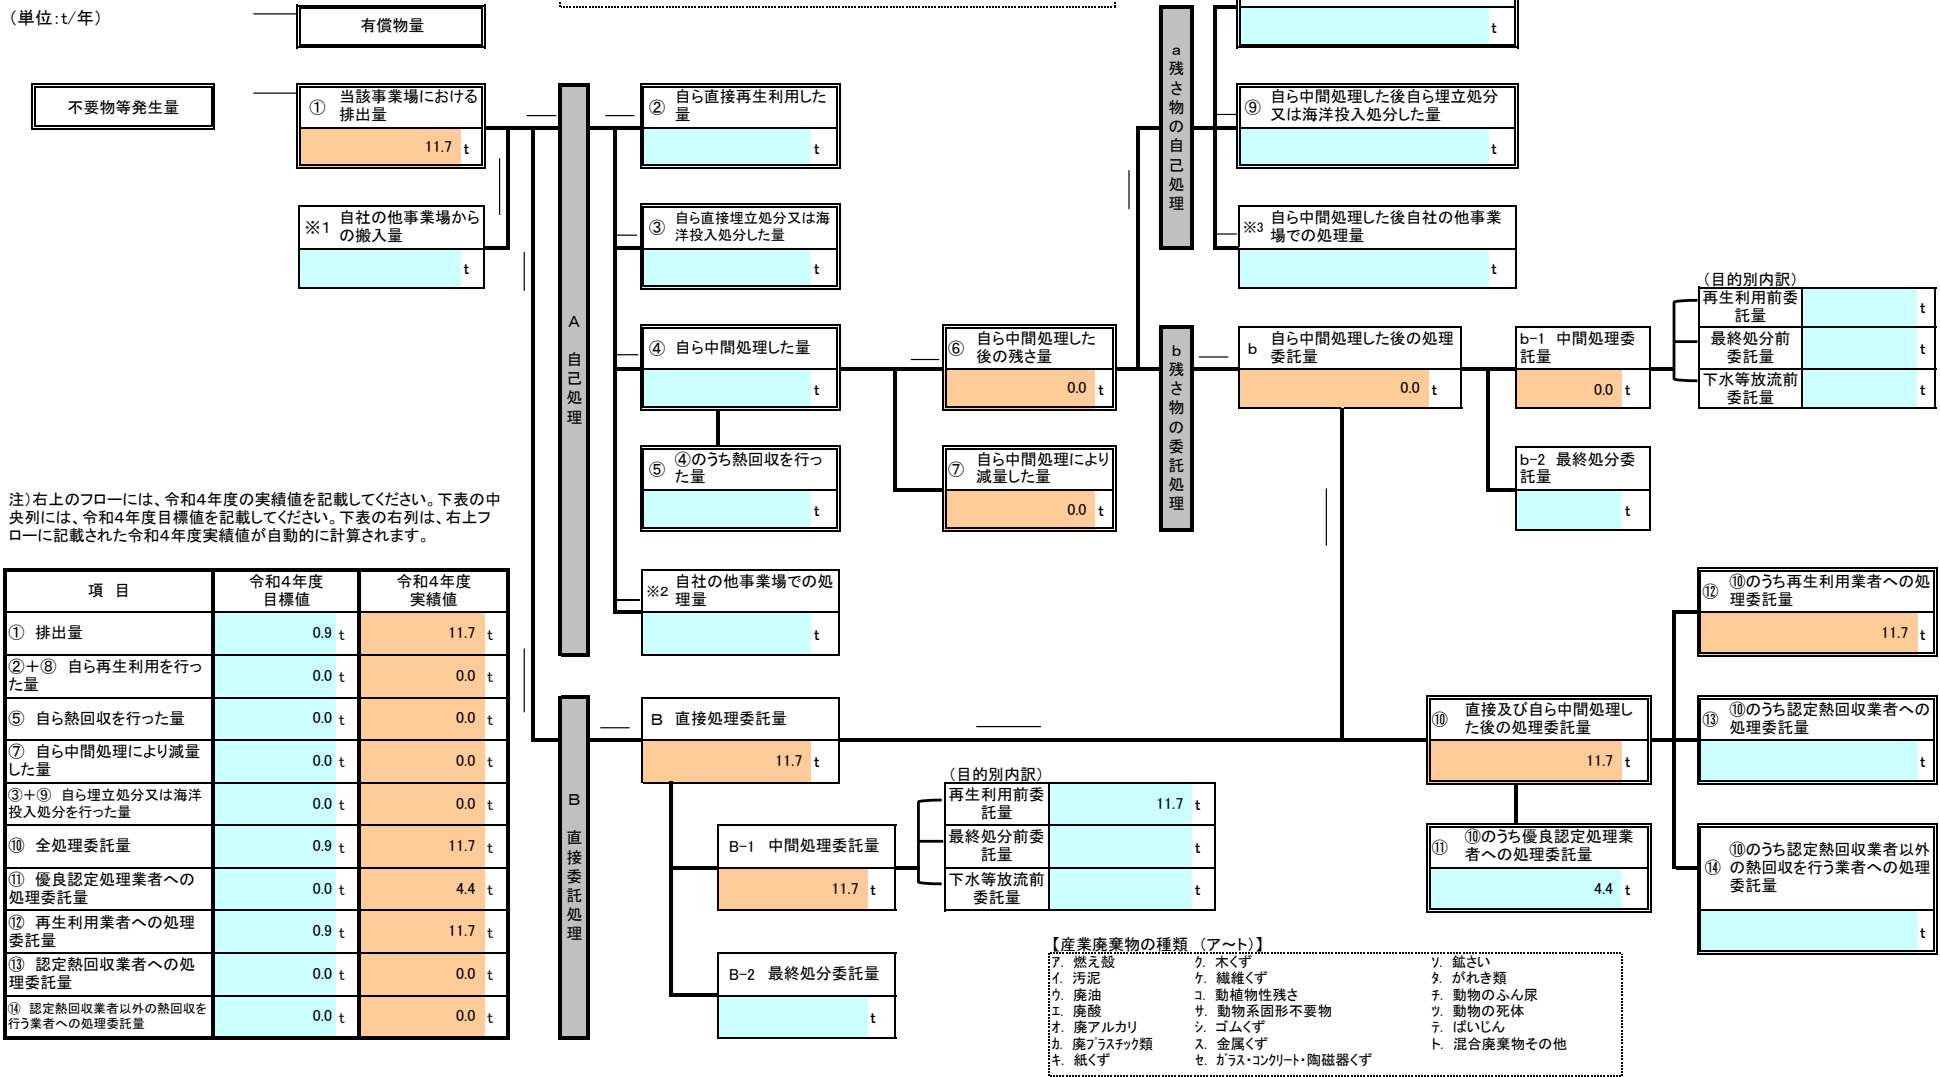 （単位：t／年）
有償物量
t
不要物等発生量
① 当該事業場における
排出量
11.7 t
※1 自社の他事業場から
の搬入量
t
A 自己処理
② 自ら直接再生利用した
量
t
③ 自ら直接埋立処分又は海
洋投入処分した量
t
④ 自ら中間処理した量
t
⑤ ④のうち熱回収を行っ
た量
t
※2 自社の他事業場での処
理量
t
⑥ 自ら中間処理した
後の残さ量
0.0 t
⑦ 自ら中間処理により
減量した量
0.0 t
a 残さ物の自己処理
⑨ 自ら中間処理した後自ら埋立処分
又は海洋投入処分した量
t
※3 自ら中間処理した後自社の他事業
場での処理量
t
b 残さ物の委託処理
b 自ら中間処理した後の処理
委託量
0.0 t
b-1 中間処理委
託量
0.0 t
b-2 最終処分委
託量
t
（目的別内訳）
再生利用前委
託量
t
最終処分前
委託量
t
下水等放流前
委託量
t
注）右上のフローには、令和４年度の実績値を記載してください。下表の中
央列には、令和４年度目標値を記載してください。下表の右列は、右上フ
ローに記載された令和４年度実績値が自動的に計算されます。
項 目
令和４年度
目標値
令和４年度
実績値
① 排出量 0.9 t 11.7 t
②＋⑧ 自ら再生利用を行っ
た量 0.0 t 0.0 t
⑤ 自ら熱回収を行った量 0.0 t 0.0 t
⑦ 自ら中間処理により減量
した量 0.0 t 0.0 t
③＋⑨ 自ら埋立処分又は海洋
投入処分を行った量 0.0 t 0.0 t
⑩ 全処理委託量 0.9 t 11.7 t
⑪ 優良認定処理業者への
処理委託量 0.0 t 4.4 t
⑫ 再生利用業者への処理
委託量 0.9 t 11.7 t
⑬ 認定熱回収業者への処
理委託量 0.0 t 0.0 t
⑭ 認定熱回収業者以外の熱回収を
行う業者への処理委託量 0.0 t 0.0 t
B 直接委託処理
B 直接処理委託量
11.7 t
B-1 中間処理委託量
11.7 t
B-2 最終処分委託量
t
（目的別内訳）
再生利用前委
託量
11.7 t
最終処分前委
託量
t
下水等放流前
委託量
t
⑩ 直接及び自ら中間処理し
た後の処理委託量
11.7 t
⑪ ⑩のうち優良認定処理業
者への処理委託量
4.4 t
⑫ ⑩のうち再生利用業者への処
理委託量
11.7 t
⑬ ⑩のうち認定熱回収業者への
処理委託量
t
⑭ ⑩のうち認定熱回収業者以外
の熱回収を行う業者への処理
委託量
t
【産業廃棄物の種類 （ア～ト）】
ア. 燃え殻 ク. 木くず ソ. 鉱さい
イ. 汚泥 ケ. 繊維くず タ. がれき類
ウ. 廃油 コ. 動植物性残さ チ. 動物のふん尿
エ. 廃酸 サ. 動物系固形不要物 ツ. 動物の死体
オ. 廃アルカリ シ. ゴムくず テ. ばいじん
カ. 廃プラスチック類 ス. 金属くず ト. 混合廃棄物その他
キ. 紙くず セ. ガラス・コンクリート・陶磁器くず